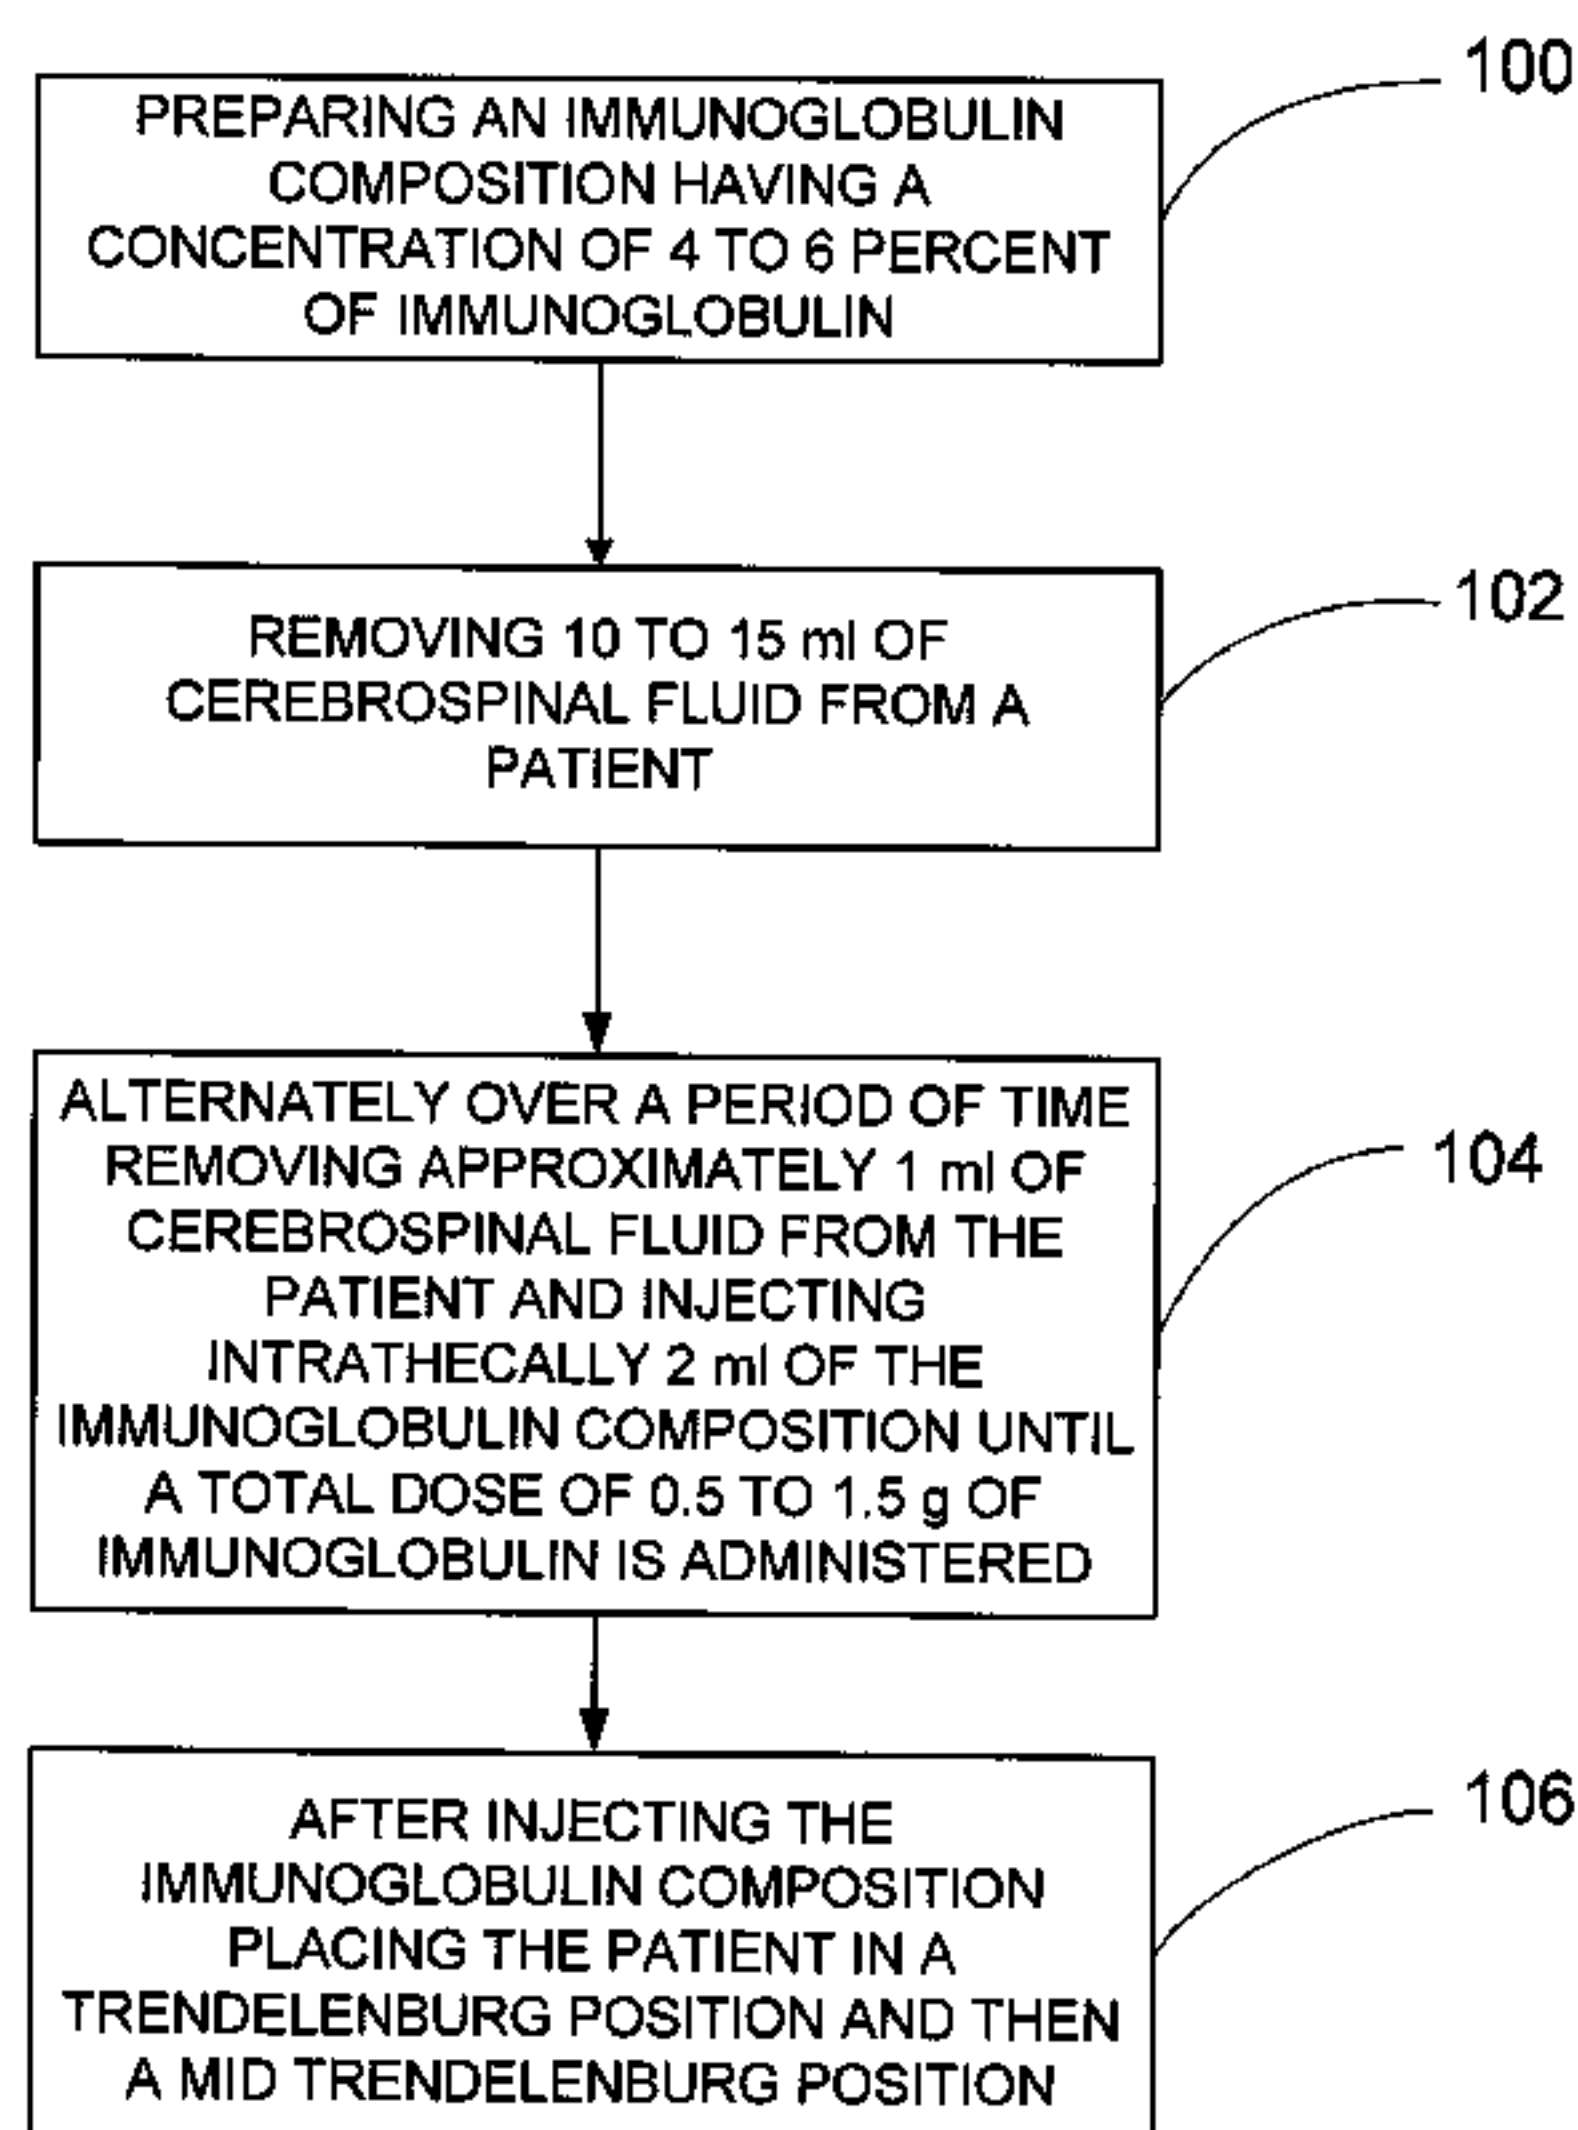 100
PREPARING AN IMMUNOGLOBULIN
COMPOSITION HAVING A
CONCENTRATION OF 4 TO 6 PERCENT
OF IMMUNOGLOBULIN
102
REMOVING 10 TO 15 ml OF
CEREBROSPINAL FLUID FROM A
PATIENT
104
ALTERNATELY OVER A PERIOD OF TIME
REMOVING APPROXIMATELY 1 ml OF
CEREBROSPINAL FLUID FROM THE
PATIENT AND INJECTING
INTRATHECALLY 2 ml OF THE
IMMUNOGLOBULIN COMPOSITION UNTIL
A TOTAL DOSE OF 0.5 TO 1.5 g OF
IMMUNOGLOBULIN IS ADMINISTERED
106
AFTER INJECTING THE
IMMUNOGLOBULIN COMPOSITION
PLACING THE PATIENT IN A
TRENDELENBURG POSITION AND THEN
A MID TRENDELENBURG POSITION